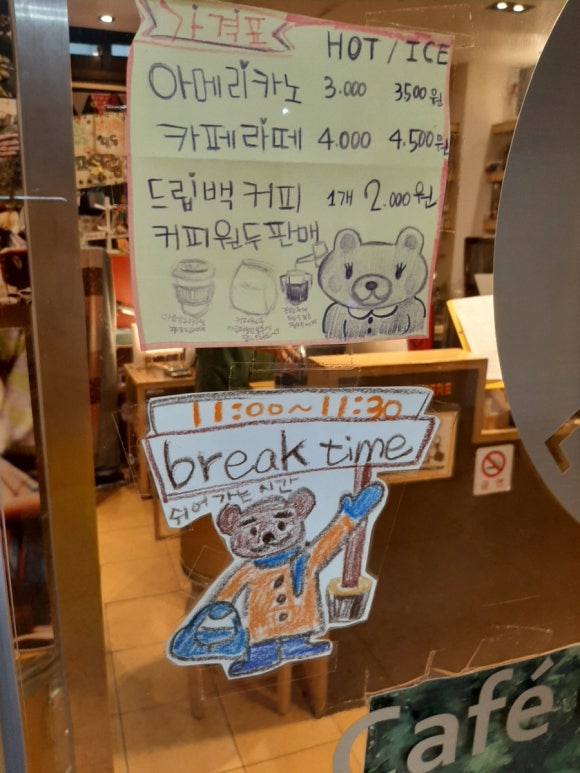 가격표
HOT / ICE
아메리카노 3.000 3500원
카페라떼 4.000 4.500원
드립백 커피 1개 2.000원
커피원두판매
11:00~11:30
break time
쉬어가는 시간
금연
Café